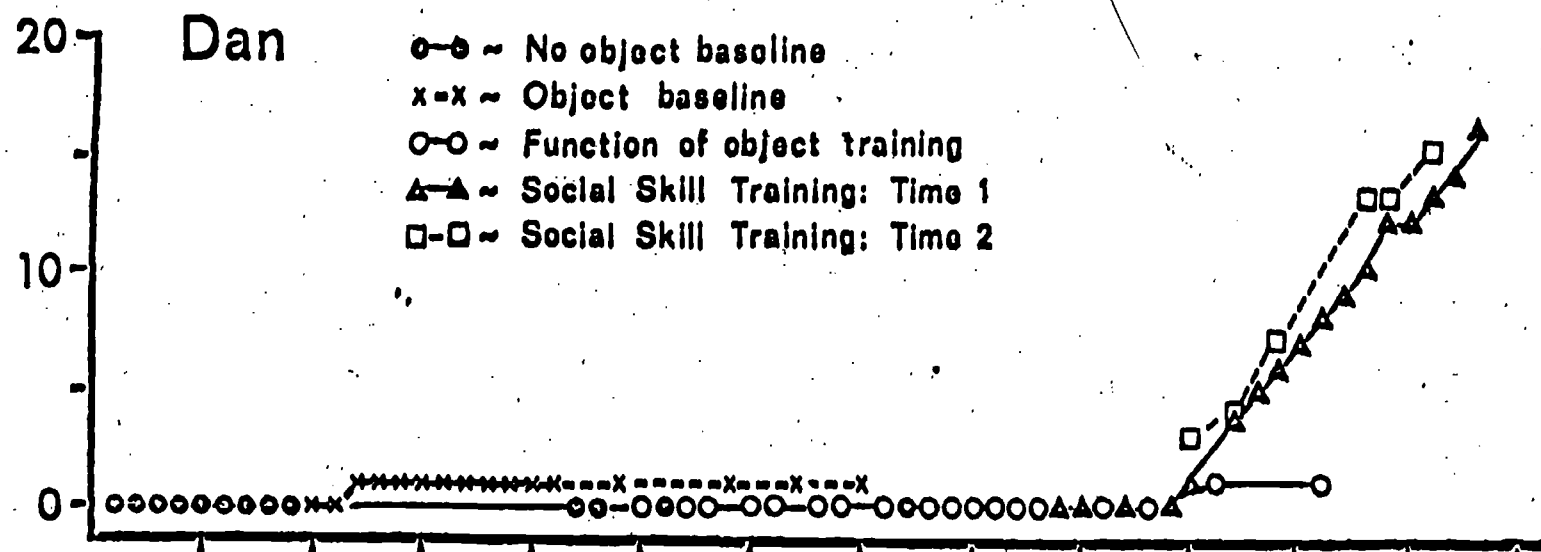 20
Dan
No object baseline
x-x ~ Object baseline
~ Function of object training
~ Social Skill Training: Time 1
~ Social Skill Training: Time 2
10
0